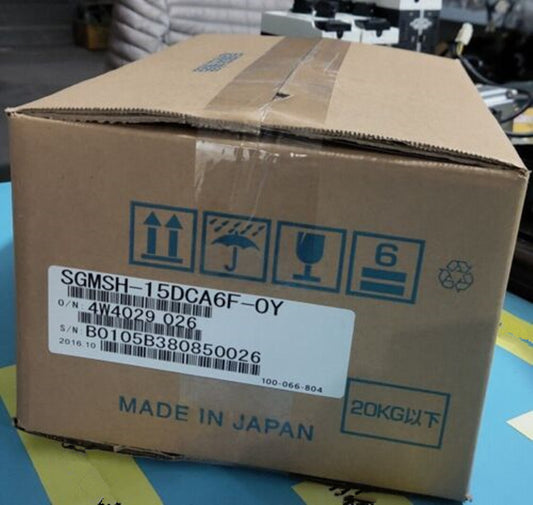 6
SGMSH-15DCA6F-0Y
O/N. 4W4029 026
S/N. B0105B380850026
2016.10
100-066-804
20KG以下
MADE IN JAPAN